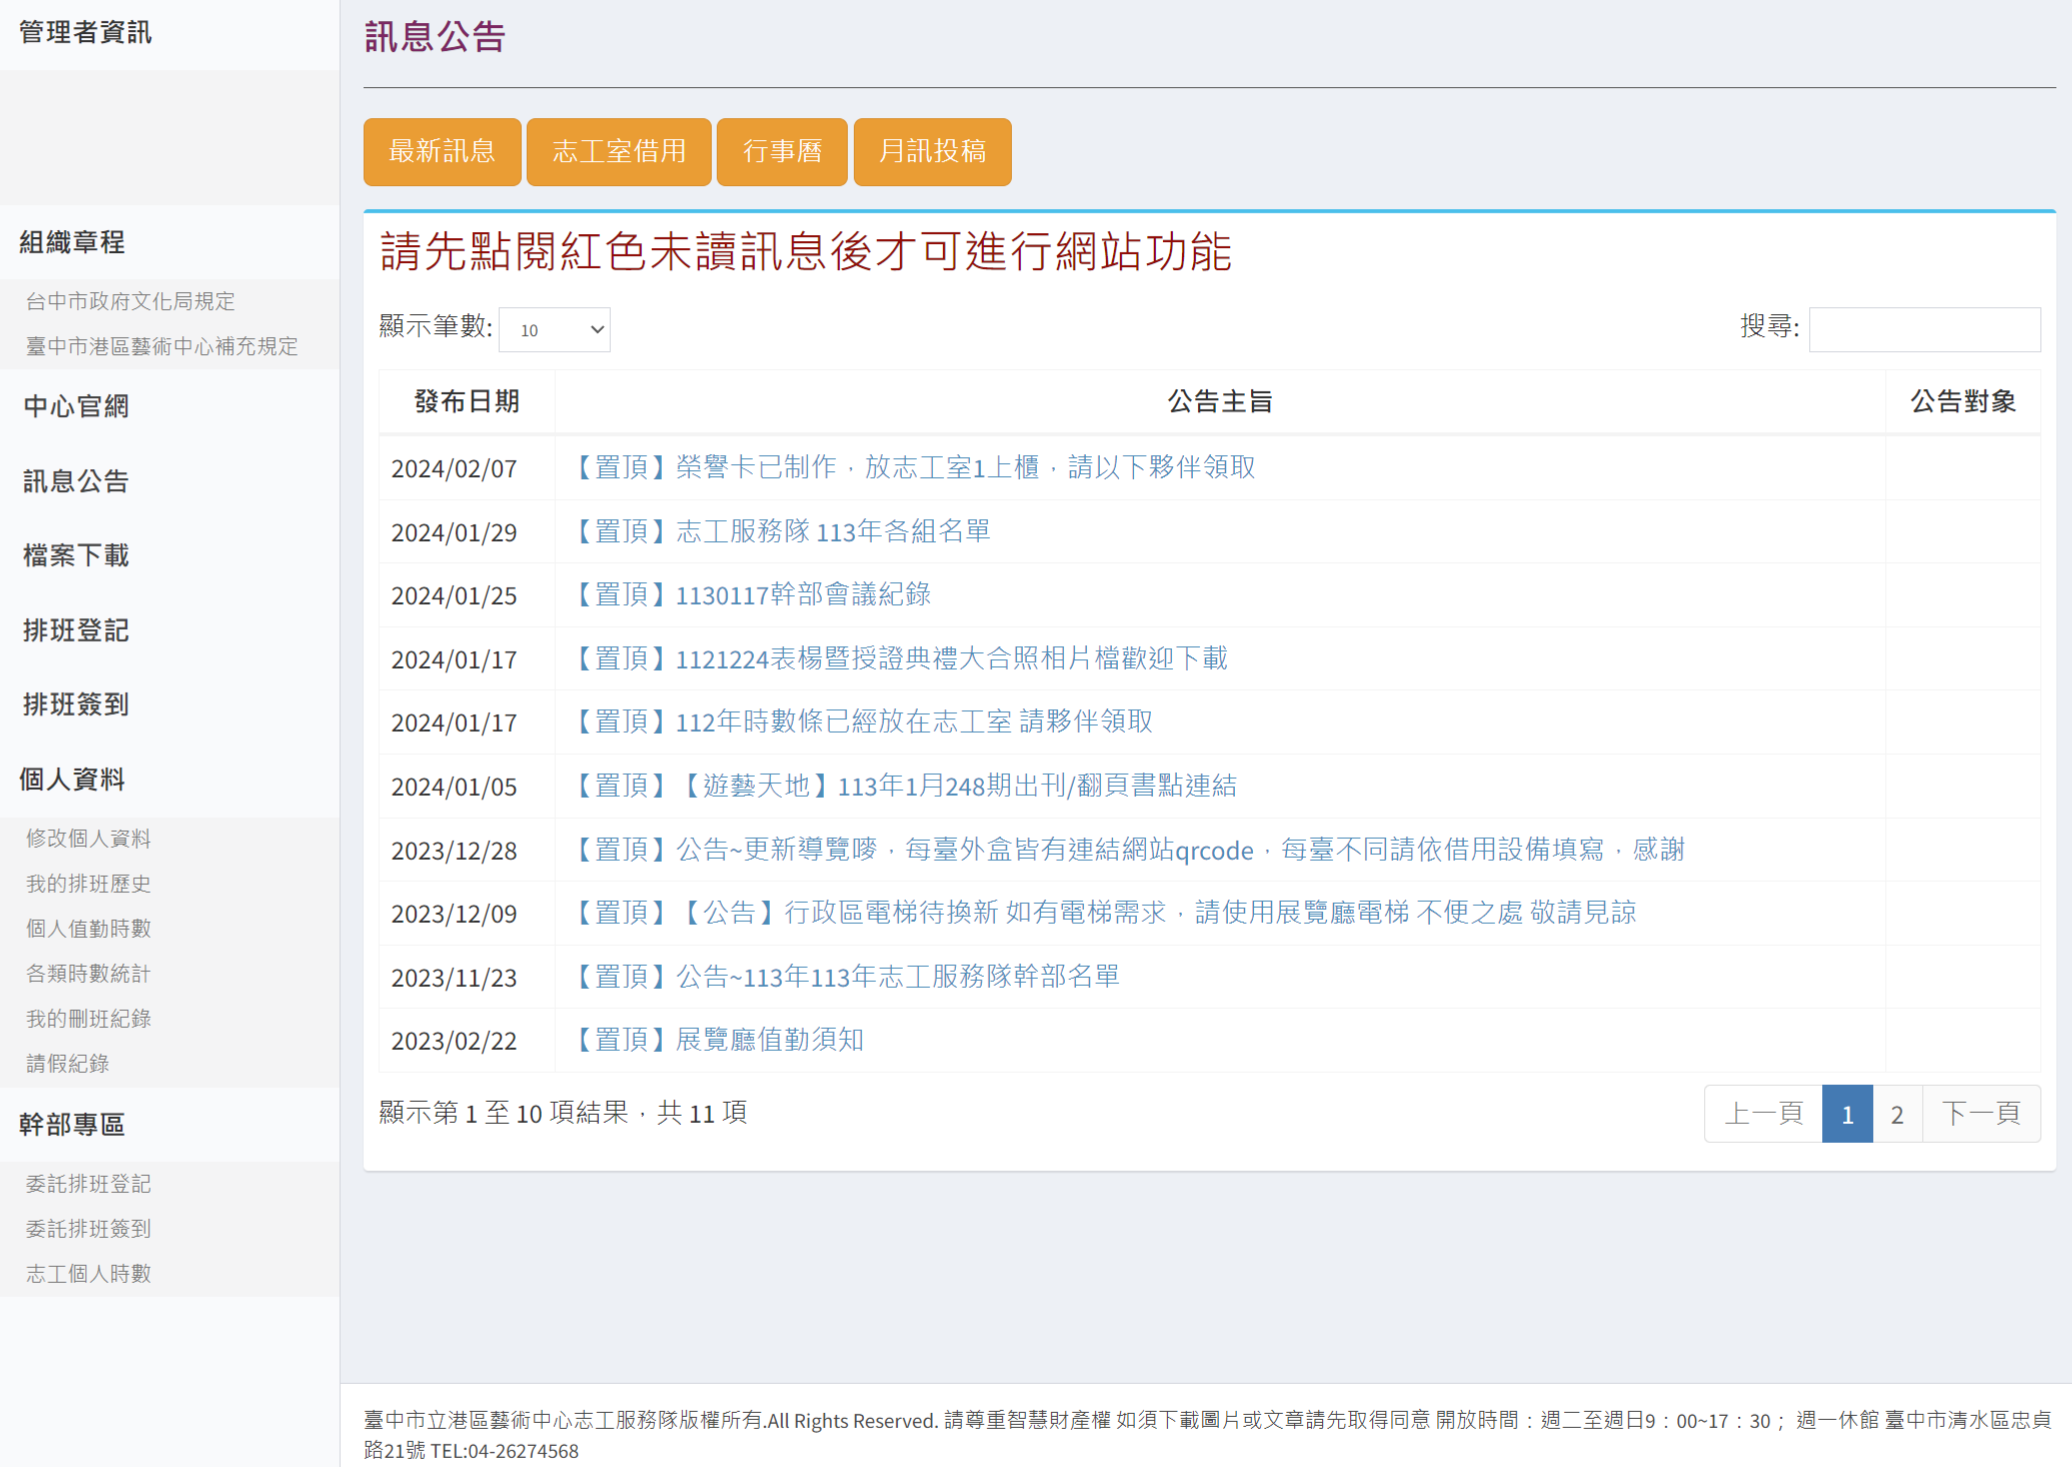 管理者資訊
組織章程
台中市政府文化局規定
臺中市港區藝術中心補充規定
中心官網
訊息公告
檔案下載
排班登記
排班簽到
個人資料
修改個人資料
我的排班歷史
個人值勤時數
各類時數統計
我的刪班紀錄
請假紀錄
幹部專區
委託排班登記
委託排班簽到
志工個人時數
訊息公告
最新訊息 志工室借用 行事曆 月訊投稿
請先點閱紅色未讀訊息後才可進行網站功能
顯示筆數: 10 搜尋:
發布日期 公告主旨 公告對象
2024/02/07 【置頂】榮譽卡已制作，放志工室1上櫃，請以下夥伴領取
2024/01/29 【置頂】志工服務隊 113年各組名單
2024/01/25 【置頂】1130117幹部會議紀錄
2024/01/17 【置頂】1121224表楊暨授證典禮大合照相片檔歡迎下載
2024/01/17 【置頂】112年時數條已經放在志工室 請夥伴領取
2024/01/05 【置頂】【遊藝天地】113年1月248期出刊/翻頁書點連結
2023/12/28 【置頂】公告~更新導覽嘜，每臺外盒皆有連結網站qrcode，每臺不同請依借用設備填寫，感謝
2023/12/09 【置頂】【公告】行政區電梯待換新 如有電梯需求，請使用展覽廳電梯 不便之處 敬請見諒
2023/11/23 【置頂】公告~113年113年志工服務隊幹部名單
2023/02/22 【置頂】展覽廳值勤須知
顯示第 1 至 10 項結果，共 11 項 上一頁 1 2 下一頁
臺中市立港區藝術中心志工服務隊版權所有.All Rights Reserved. 請尊重智慧財產權 如須下載圖片或文章請先取得同意 開放時間：週二至週日9：00~17：30； 週一休館 臺中市清水區忠貞
路21號 TEL:04-26274568